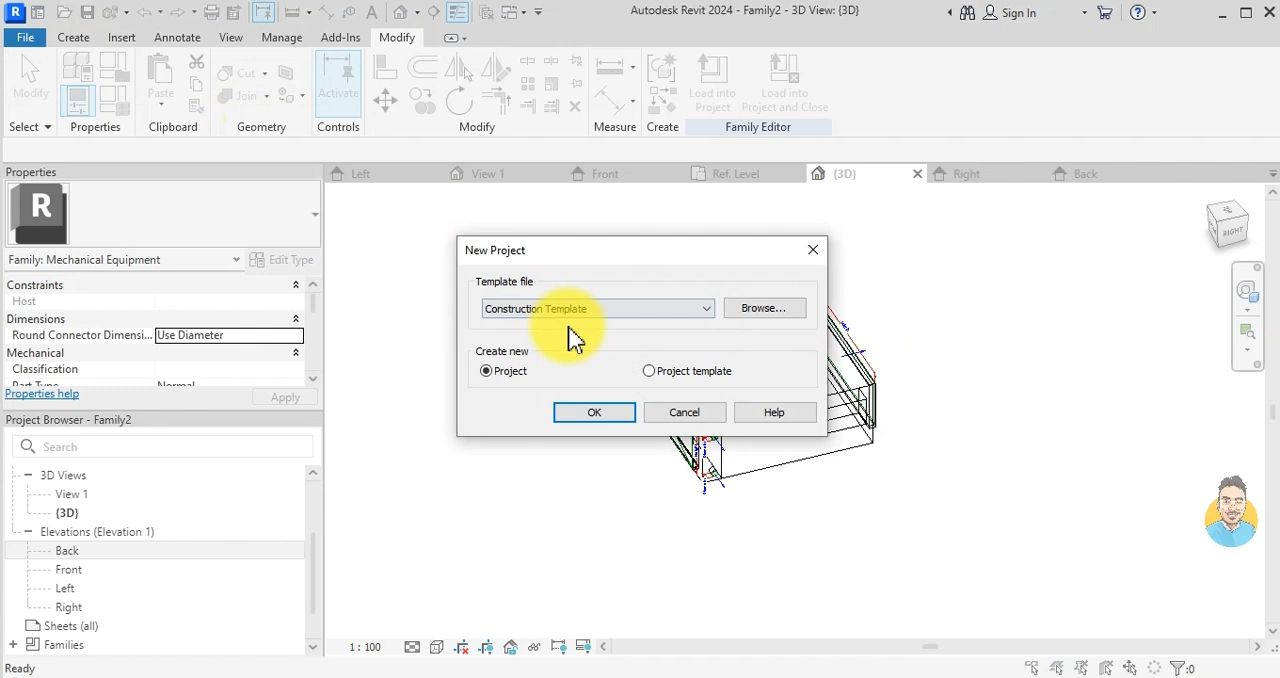 Autodesk Revit 2024 - Family2 - 3D View: {3D}
Sign In
File Create Insert Annotate View Manage Add-Ins Modify
Modify Paste Cut Join Activate Load into Project Load into Project and Close
Select Properties Clipboard Geometry Controls Modify Measure Create Family Editor
Properties
Left View 1 Front Ref. Level {3D} Right Back
R
Family: Mechanical Equipment Edit Type
Constraints
Host
Dimensions
Round Connector Dimensi... Use Diameter
Mechanical
Classification
Part Type Normal
Properties help Apply
Project Browser - Family2
Search
3D Views
View 1
{3D}
Elevations (Elevation 1)
Back
Front
Left
Right
Sheets (all)
Families
New Project
Template file
Construction Template Browse...
Create new
Project Project template
OK Cancel Help
RIGHT
1 : 100
Ready
:0